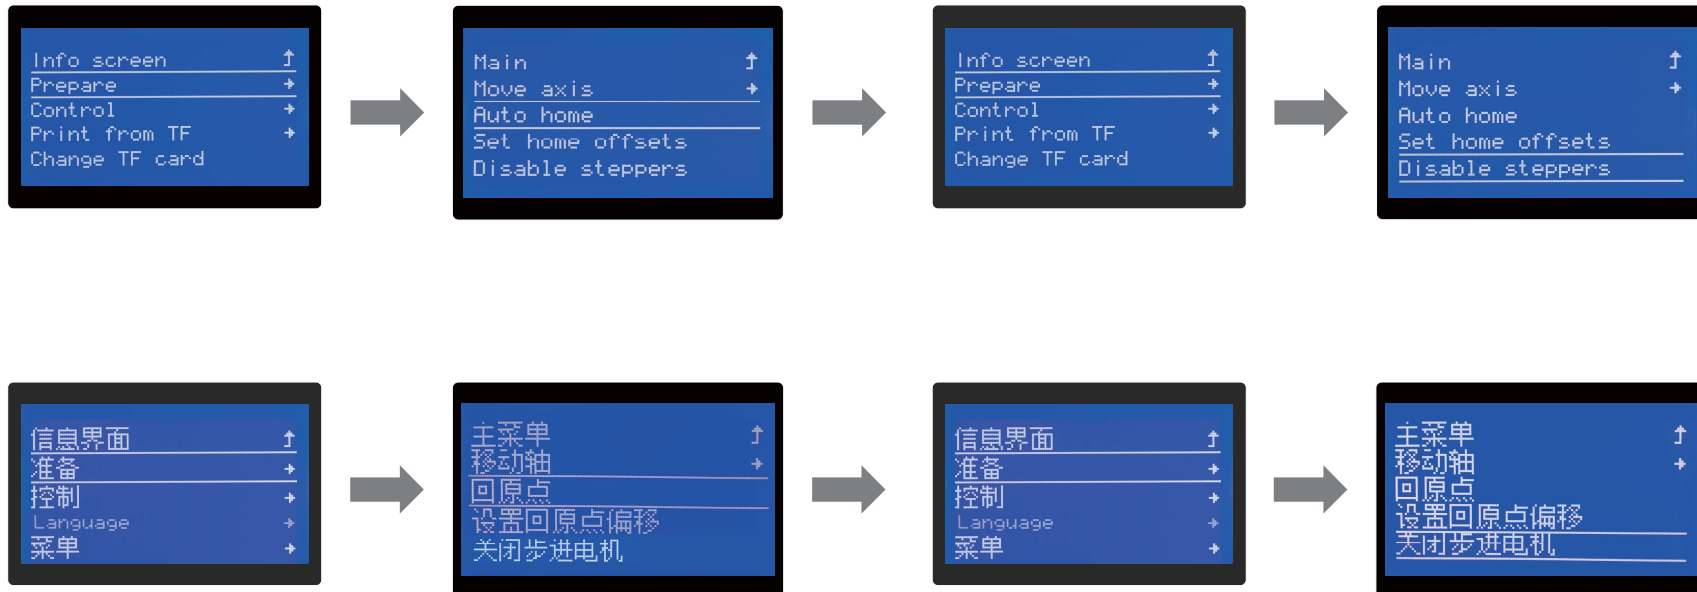 Info screen
Prepare
Control
Print from TF
Change TF card
Main
Move axis
Auto home
Set home offsets
Disable steppers
Info screen
Prepare
Control
Print from TF
Change TF card
Main
Move axis
Auto home
Set home offsets
Disable steppers
信息界面
准备
控制
Language
菜单
主菜单
移动轴
回原点
设置回原点偏移
关闭步进电机
信息界面
准备
控制
Language
菜单
主菜单
移动轴
回原点
设置回原点偏移
关闭步进电机